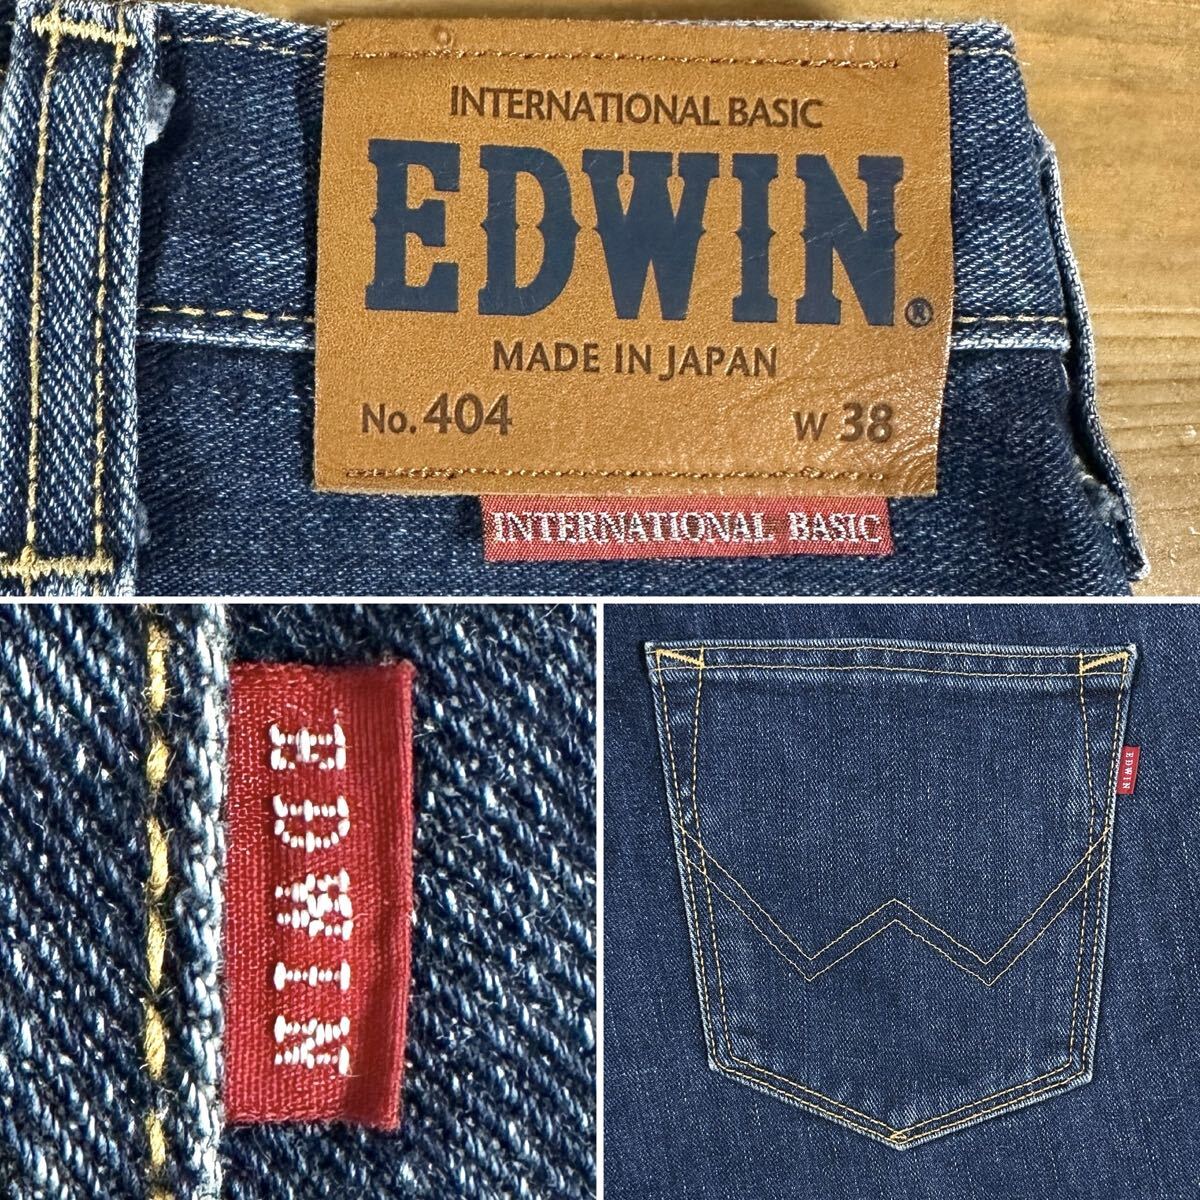 INTERNATIONAL BASIC
EDWIN®
MADE IN JAPAN
No. 404 W 38
INTERNATIONAL BASIC
EDWIN
EDWIN